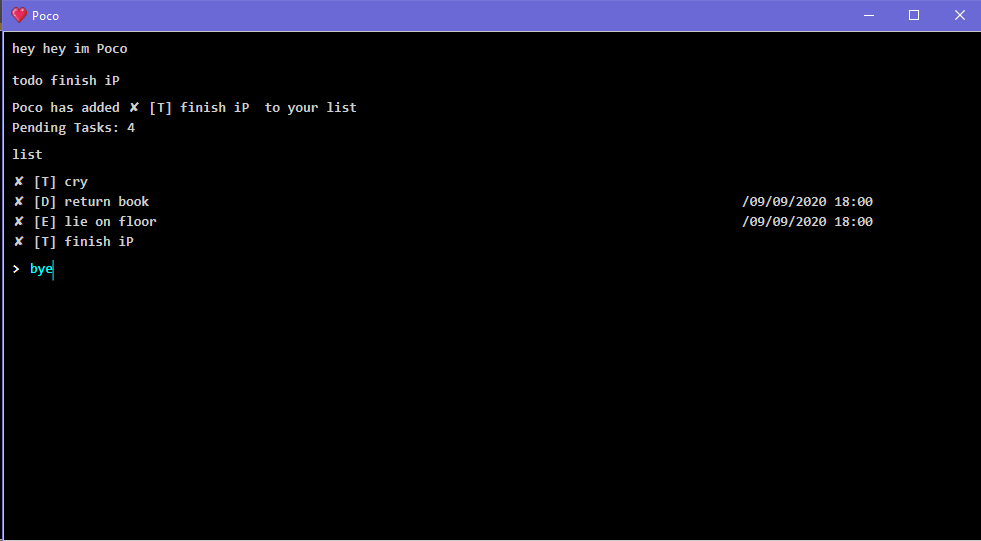 Poco
hey hey im Poco
todo finish iP
Poco has added ✘ [T] finish iP  to your list
Pending Tasks: 4
list
✘ [T] cry
✘ [D] return book /09/09/2020 18:00
✘ [E] lie on floor /09/09/2020 18:00
✘ [T] finish iP
> bye